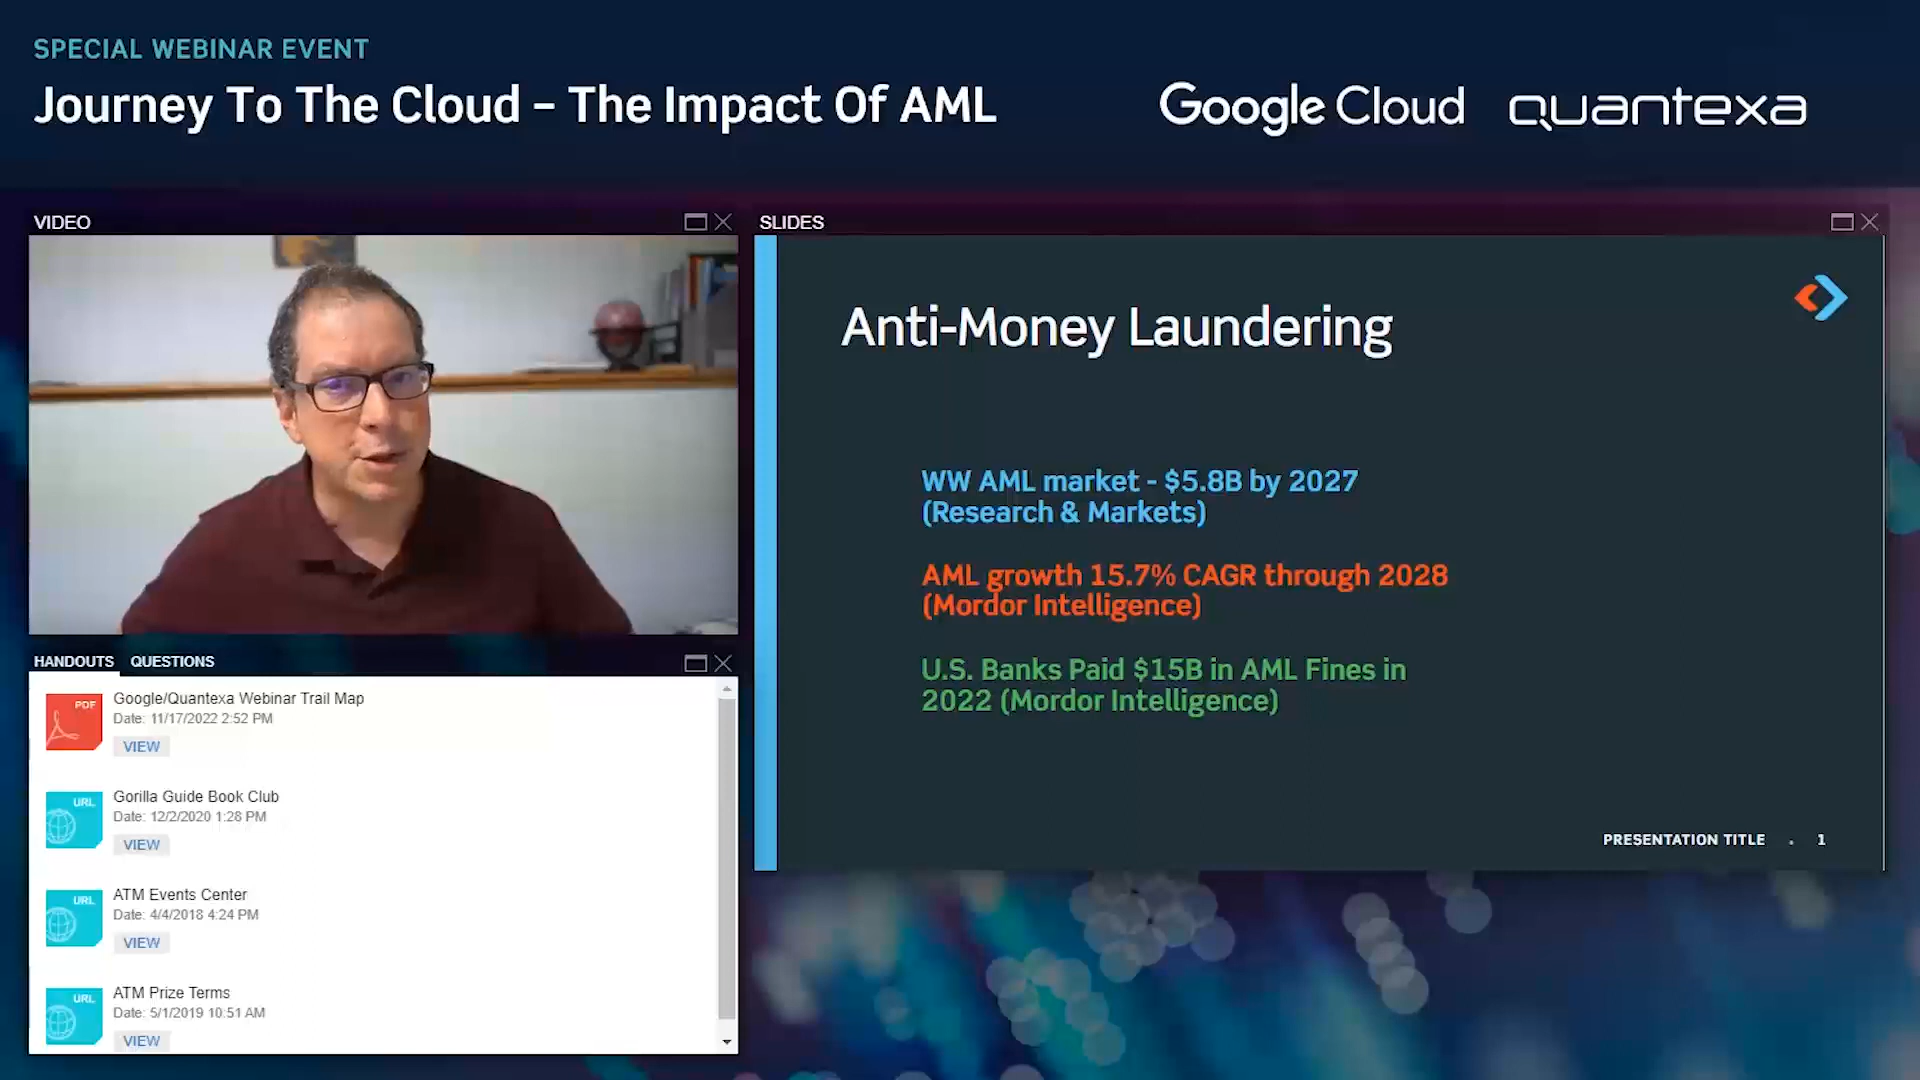 SPECIAL WEBINAR EVENT
Journey To The Cloud – The Impact Of AML
Google Cloud
quantexa
VIDEO
SLIDES
Anti-Money Laundering
WW AML market - $5.8B by 2027
(Research & Markets)
AML growth 15.7% CAGR through 2028
(Mordor Intelligence)
U.S. Banks Paid $15B in AML Fines in
2022 (Mordor Intelligence)
PRESENTATION TITLE . 1
HANDOUTS QUESTIONS
PDF
Google/Quantexa Webinar Trail Map
Date: 11/17/2022 2:52 PM
VIEW
URL
Gorilla Guide Book Club
Date: 12/2/2020 1:28 PM
VIEW
URL
ATM Events Center
Date: 4/4/2018 4:24 PM
VIEW
URL
ATM Prize Terms
Date: 5/1/2019 10:51 AM
VIEW